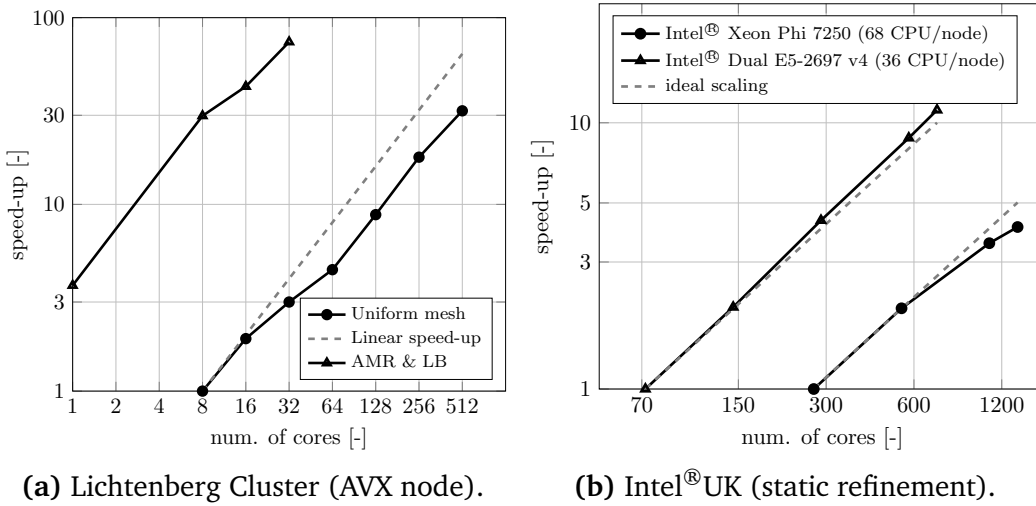 100
30
10
3
1
speed-up [-]
1 2 4 8 16 32 64 128 256 512
num. of cores [-]
Uniform mesh
Linear speed-up
AMR & LB
(a) Lichtenberg Cluster (AVX node).
10
5
3
1
speed-up [-]
70 150 300 600 1200
num. of cores [-]
Intel® Xeon Phi 7250 (68 CPU/node)
Intel® Dual E5-2697 v4 (36 CPU/node)
ideal scaling
(b) Intel®UK (static refinement).